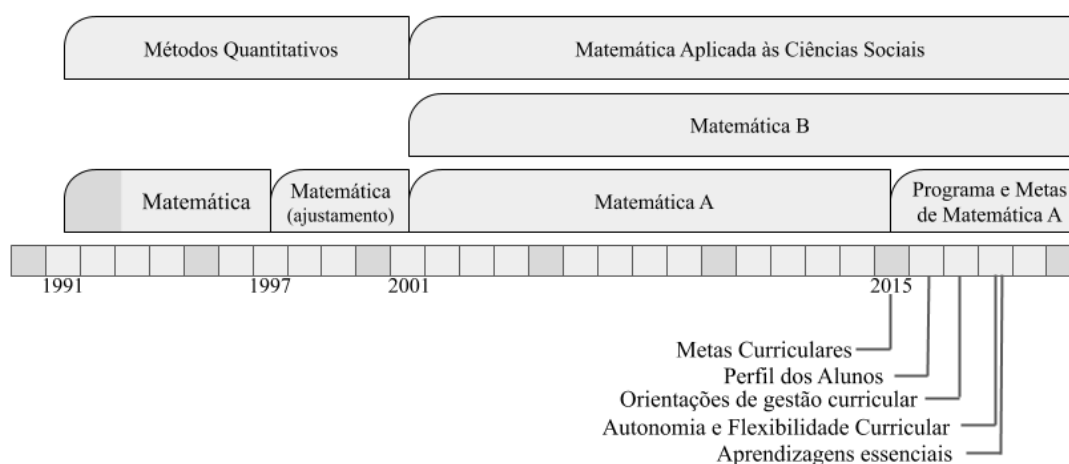 Métodos Quantitativos
Matemática Aplicada às Ciências Sociais
Matemática B
Matemática
Matemática
(ajustamento)
Matemática A
Programa e Metas
de Matemática A
1991
1997
2001
2015
Metas Curriculares
Perfil dos Alunos
Orientações de gestão curricular
Autonomia e Flexibilidade Curricular
Aprendizagens essenciais